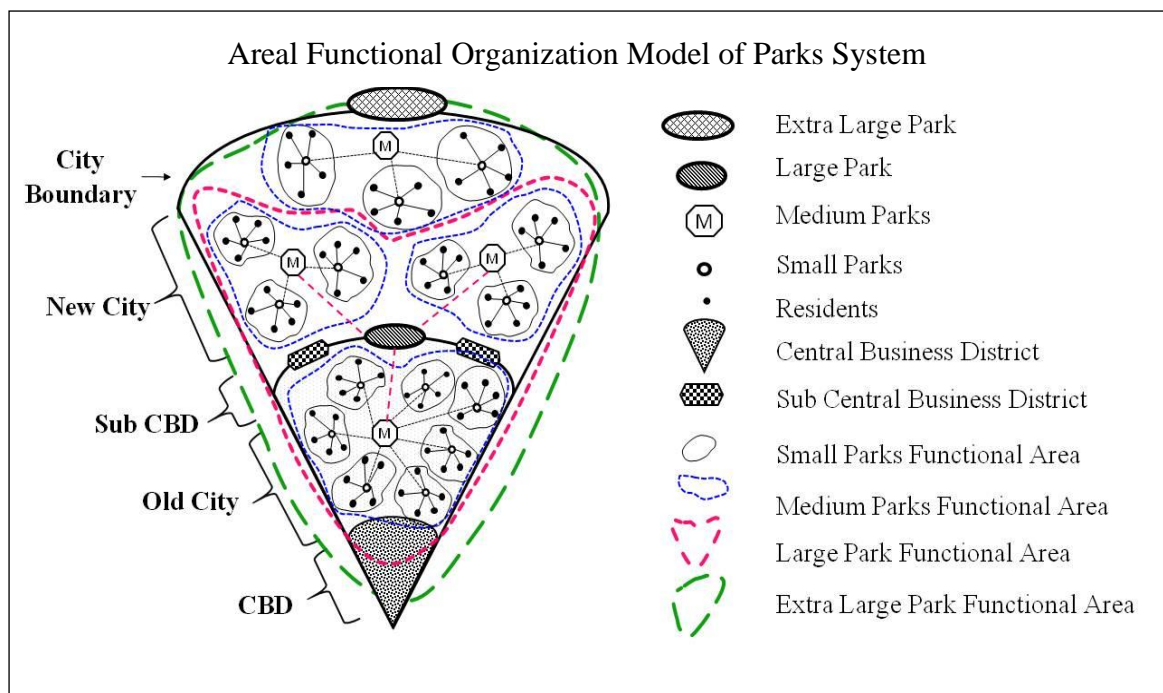 Areal Functional Organization Model of Parks System
City
Boundary
New City
Sub CBD
Old City
CBD
M
M
M
M
Extra Large Park
Large Park
M
Medium Parks
Small Parks
Residents
Central Business District
Sub Central Business District
Small Parks Functional Area
Medium Parks Functional Area
Large Park Functional Area
Extra Large Park Functional Area